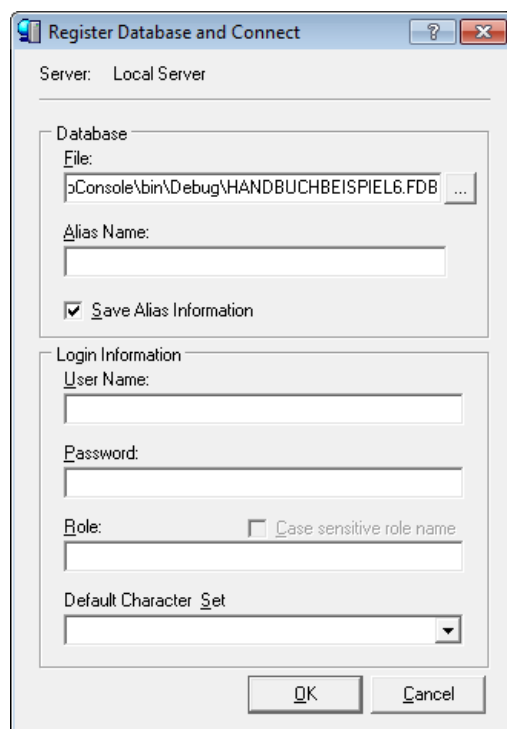 Register Database and Connect
Server: Local Server
Database
File:
oConsole\bin\Debug\HANDBUCHBEISPIEL6.FDB ...
Alias Name:
Save Alias Information
Login Information
User Name:
Password:
Role: Case sensitive role name
Default Character Set
OK Cancel